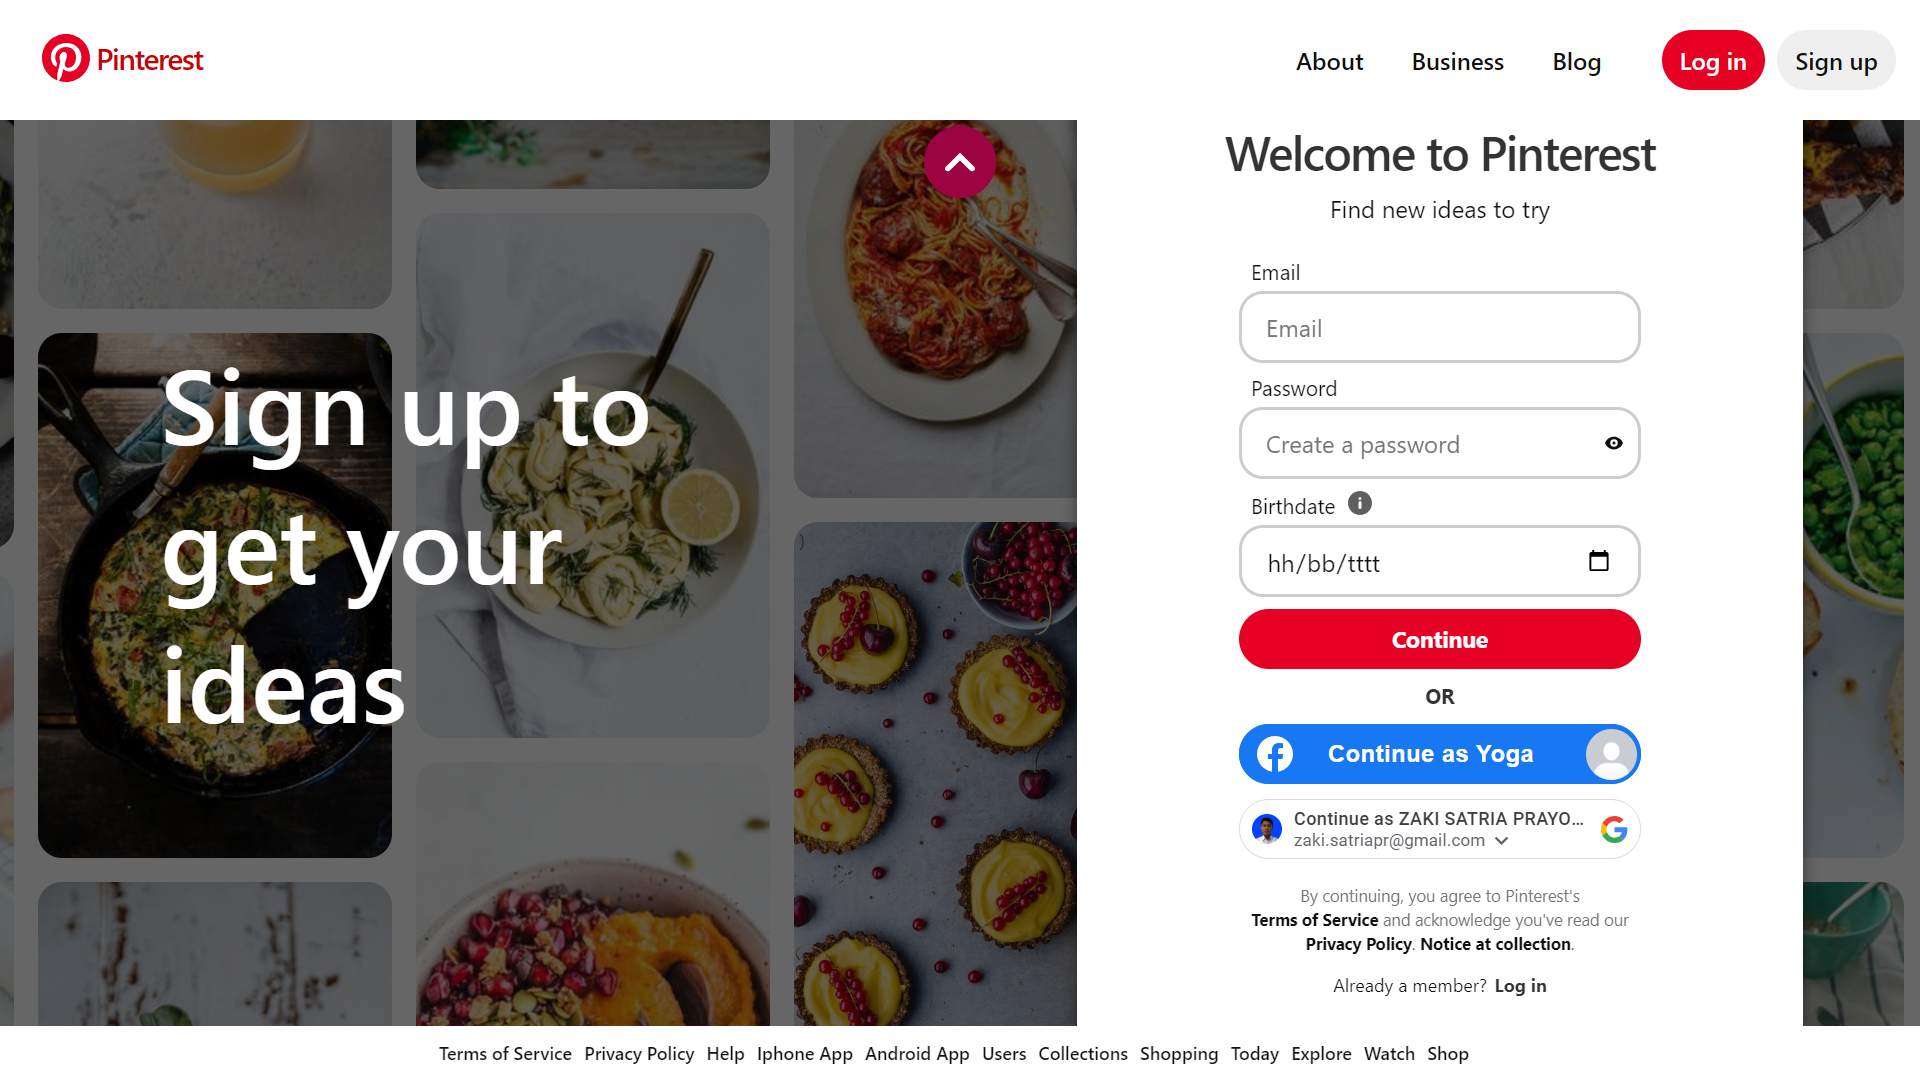 Pinterest
About
Business
Blog
Log in
Sign up
Sign up to
get your
ideas
Welcome to Pinterest
Find new ideas to try
Email
Email
Password
Create a password
Birthdate
hh/bb/tttt
Continue
OR
Continue as Yoga
Continue as ZAKI SATRIA PRAYO...
zaki.satriapr@gmail.com
By continuing, you agree to Pinterest's
Terms of Service and acknowledge you've read our
Privacy Policy. Notice at collection.
Already a member? Log in
Terms of Service Privacy Policy Help Iphone App Android App Users Collections Shopping Today Explore Watch Shop